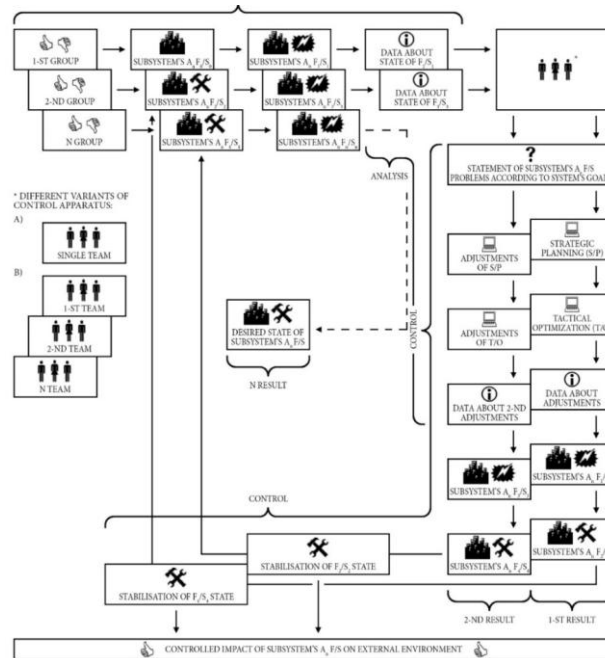 1-ST GROUP
SUBSYSTEM'S
SUBSYSTEM'S
DATA ABOUT
STATE OF
2-ND GROUP
SUBSYSTEM'S
SUBSYSTEM'S
DATA ABOUT
STATE OF
N GROUP
SUBSYSTEM'S
SUBSYSTEM'S
ANALYSIS
?
STATEMENT OF SUBSYSTEM'S A F/S
PROBLEMS ACCORDING TO SYSTEM'S GOAL
* DIFFERENT VARIANTS OF
CONTROL APPARATUS:
A)
SINGLE TEAM
B)
1-ST TEAM
2-ND TEAM
N TEAM
ADJUSTMENTS
OF S/P
STRATEGIC
PLANNING (S/P)
ADJUSTMENTS
OF T/O
TACTICAL
OPTIMIZATION
DESIRED STATE OF
SUBSYSTEM'S A F/S
N RESULT
CONTROL
DATA ABOUT 2-ND
ADJUSTMENTS
DATA ABOUT
ADJUSTMENTS
SUBSYSTEM'S
SUBSYSTEM'S
CONTROL
SUBSYSTEM'S
SUBSYSTEM'S
STABILISATION OF STATE
STABILISATION OF STATE
2-ND RESULT
1-ST RESULT
CONTROLLED IMPACT OF SUBSYSTEM'S A F/S ON EXTERNAL ENVIRONMENT